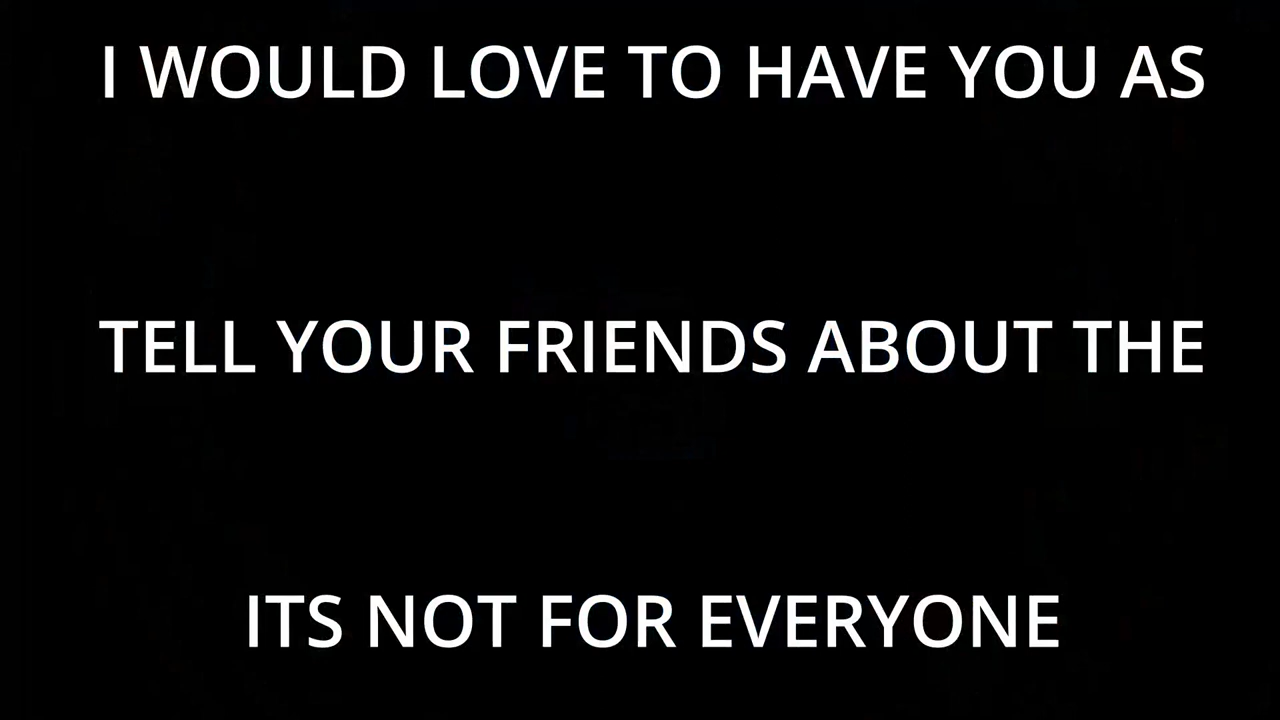 I WOULD LOVE TO HAVE YOU AS
TELL YOUR FRIENDS ABOUT THE
ITS NOT FOR EVERYONE